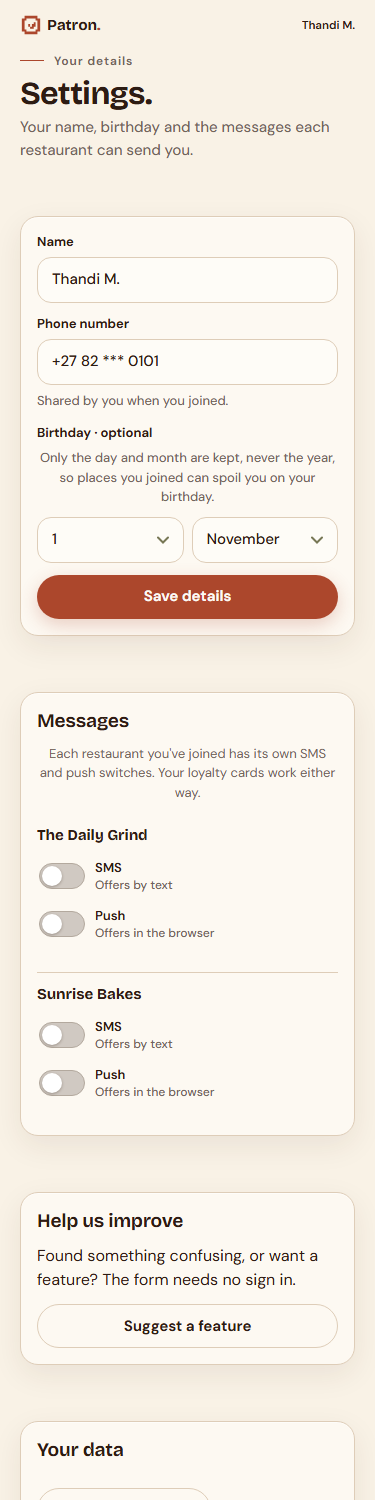 Patron.
Thandi M.
Your details
Settings.
Your name, birthday and the messages each
restaurant can send you.
Name
Thandi M.
Phone number
+27 82 *** 0101
Shared by you when you joined.
Birthday · optional
Only the day and month are kept, never the year,
so places you joined can spoil you on your
birthday.
1
November
Save details
Messages
Each restaurant you've joined has its own SMS
and push switches. Your loyalty cards work either
way.
The Daily Grind
SMS
Offers by text
Push
Offers in the browser
Sunrise Bakes
SMS
Offers by text
Push
Offers in the browser
Help us improve
Found something confusing, or want a
feature? The form needs no sign in.
Suggest a feature
Your data